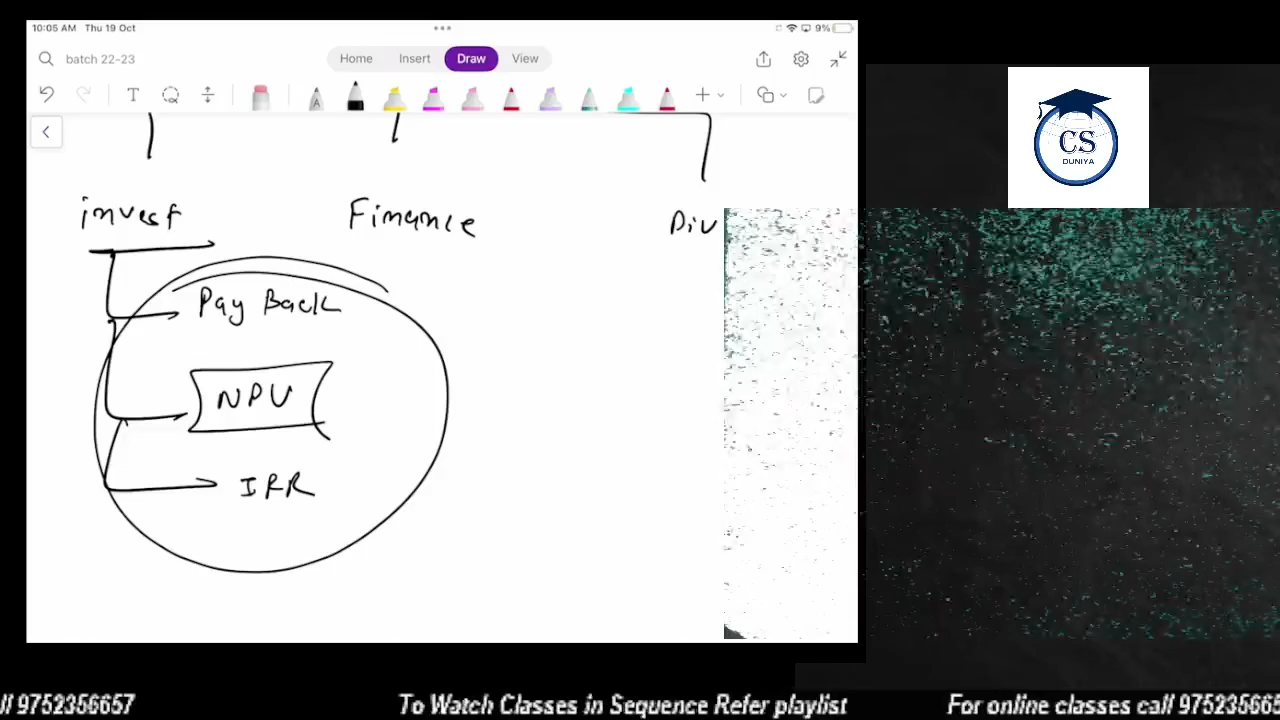 10:05 AM Thu 19 Oct
9%
batch 22-23
Home Insert Draw View
T
A
CS
DUNIYA
invest Finance Div
Pay Back
NPV
IRR
9752356657 To Watch Classes in Sequence Refer playlist For online classes call 975235665